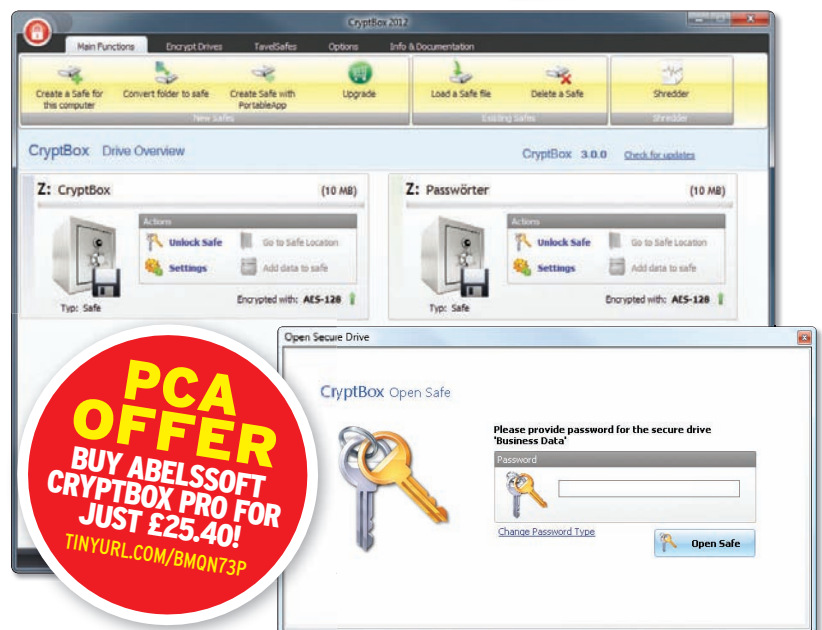 CryptBox 2012
Main Functions Encrypt Drives TavelSafes Options Info & Documentation
Create a Safe for this computer
Convert folder to safe
Create Safe with PortableApp
Upgrade
Load a Safe file
Delete a Safe
Shredder
New Safes
Existing Safes
Shredder
CryptBox Drive Overview
CryptBox 3.0.0 Check for updates
Z: CryptBox (10 MB)
Actions
Unlock Safe Go to Safe Location
Settings Add data to safe
Encrypted with: AES-128
Typ: Safe
Z: Passwörter (10 MB)
Actions
Unlock Safe Go to Safe Location
Settings Add data to safe
Encrypted with: AES-128
Typ: Safe
Open Secure Drive
CryptBox Open Safe
Please provide password for the secure drive
'Business Data'
Password
Change Password Type
Open Safe
PCA
OFFER
BUY ABELSSOFT
CRYPTBOX PRO FOR
JUST £25.40!
TINYURL.COM/BMQN73P